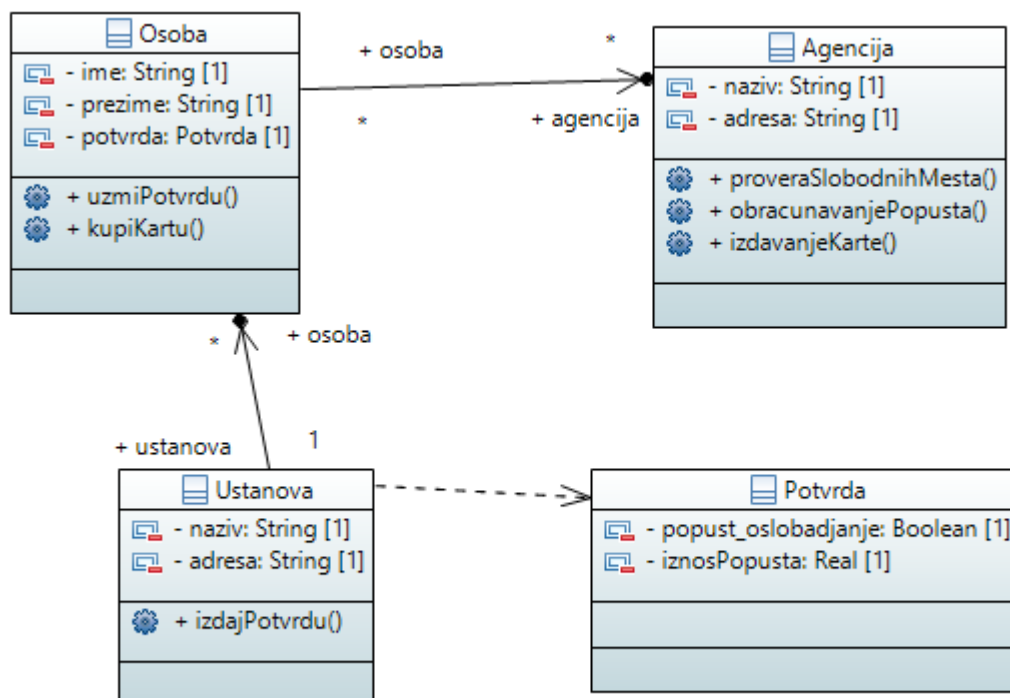 Osoba
- ime: String [1]
- prezime: String [1]
- potvrda: Potvrda [1]
+ uzmiPotvrdu()
+ kupiKartu()
+ osoba
*
*
+ agencija
Agencija
- naziv: String [1]
- adresa: String [1]
+ proveraSlobodnihMesta()
+ obracunavanjePopusta()
+ izdavanjeKarte()
*
+ osoba
+ ustanova
1
Ustanova
- naziv: String [1]
- adresa: String [1]
+ izdajPotvrdu()
Potvrda
- popust_oslobadjanje: Boolean [1]
- iznosPopusta: Real [1]